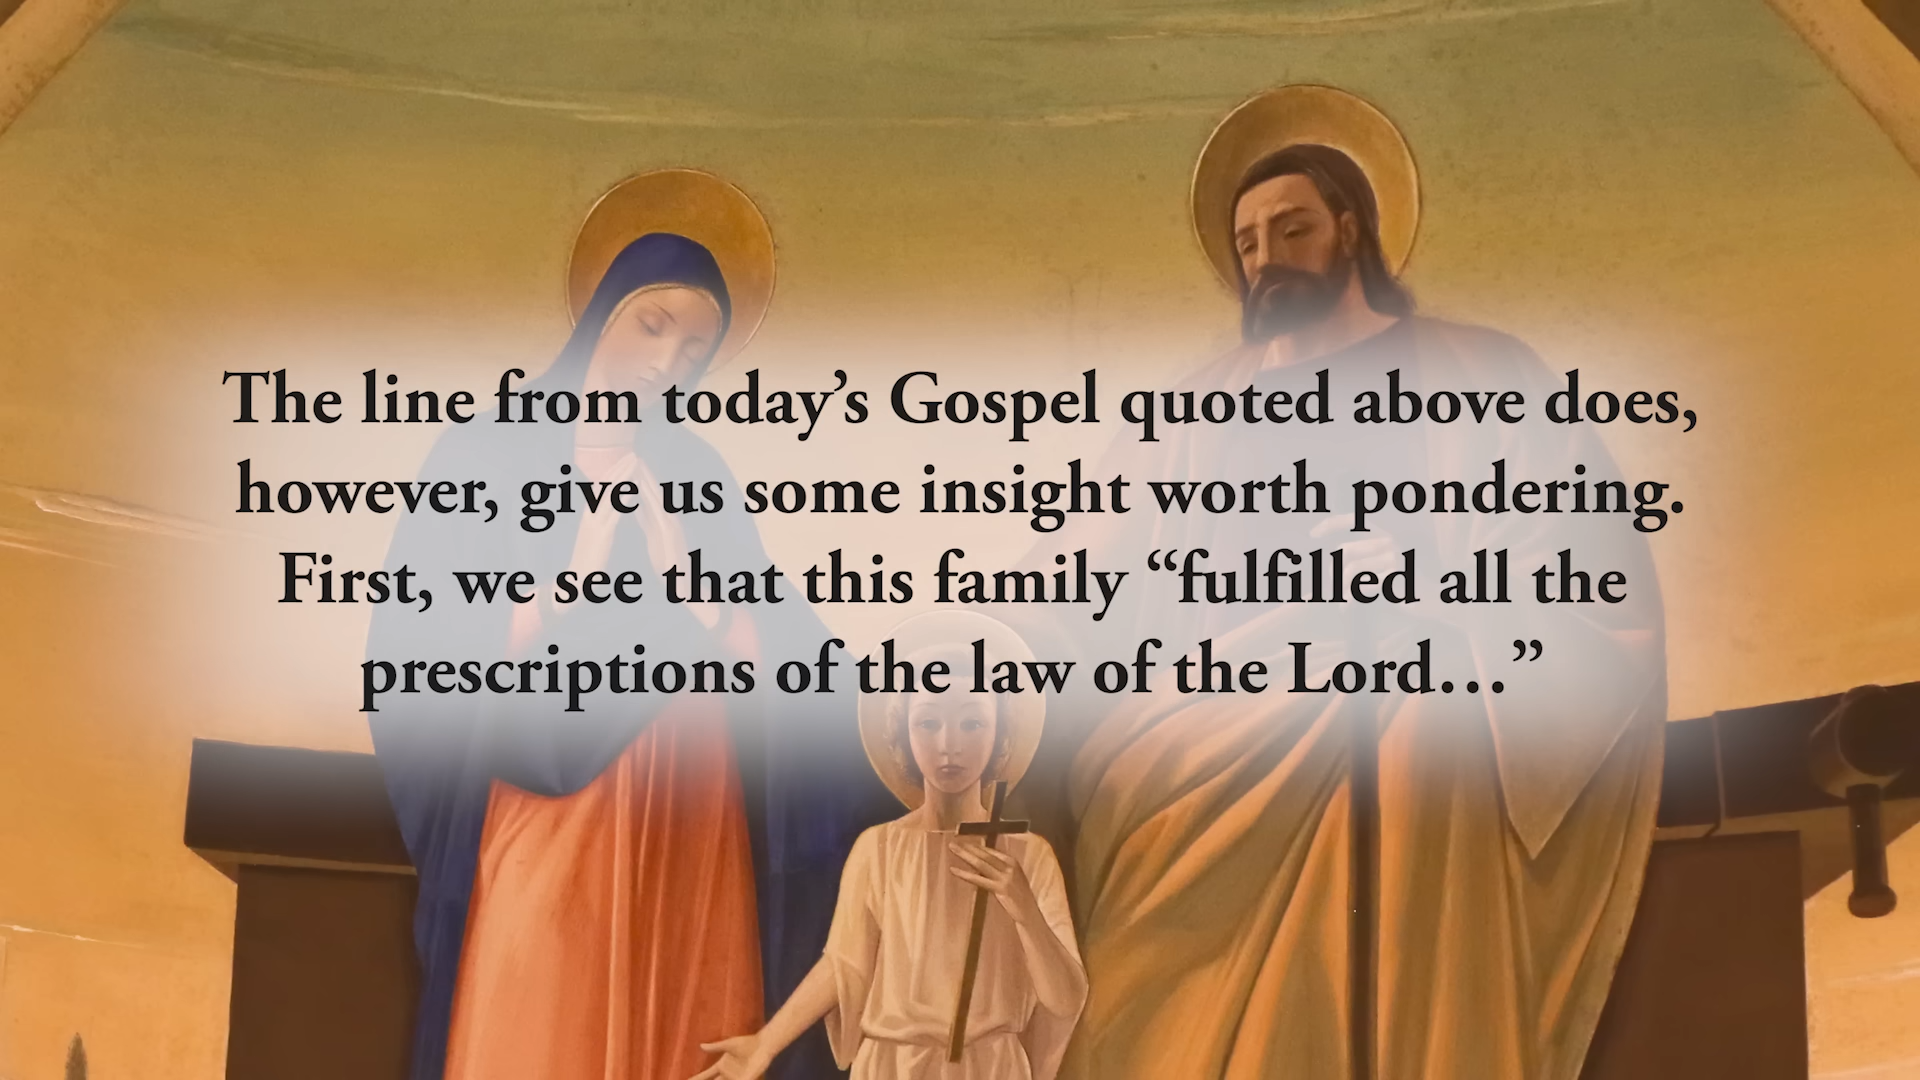 The line from today’s Gospel quoted above does,
however, give us some insight worth pondering.
First, we see that this family “fulfilled all the
prescriptions of the law of the Lord…”